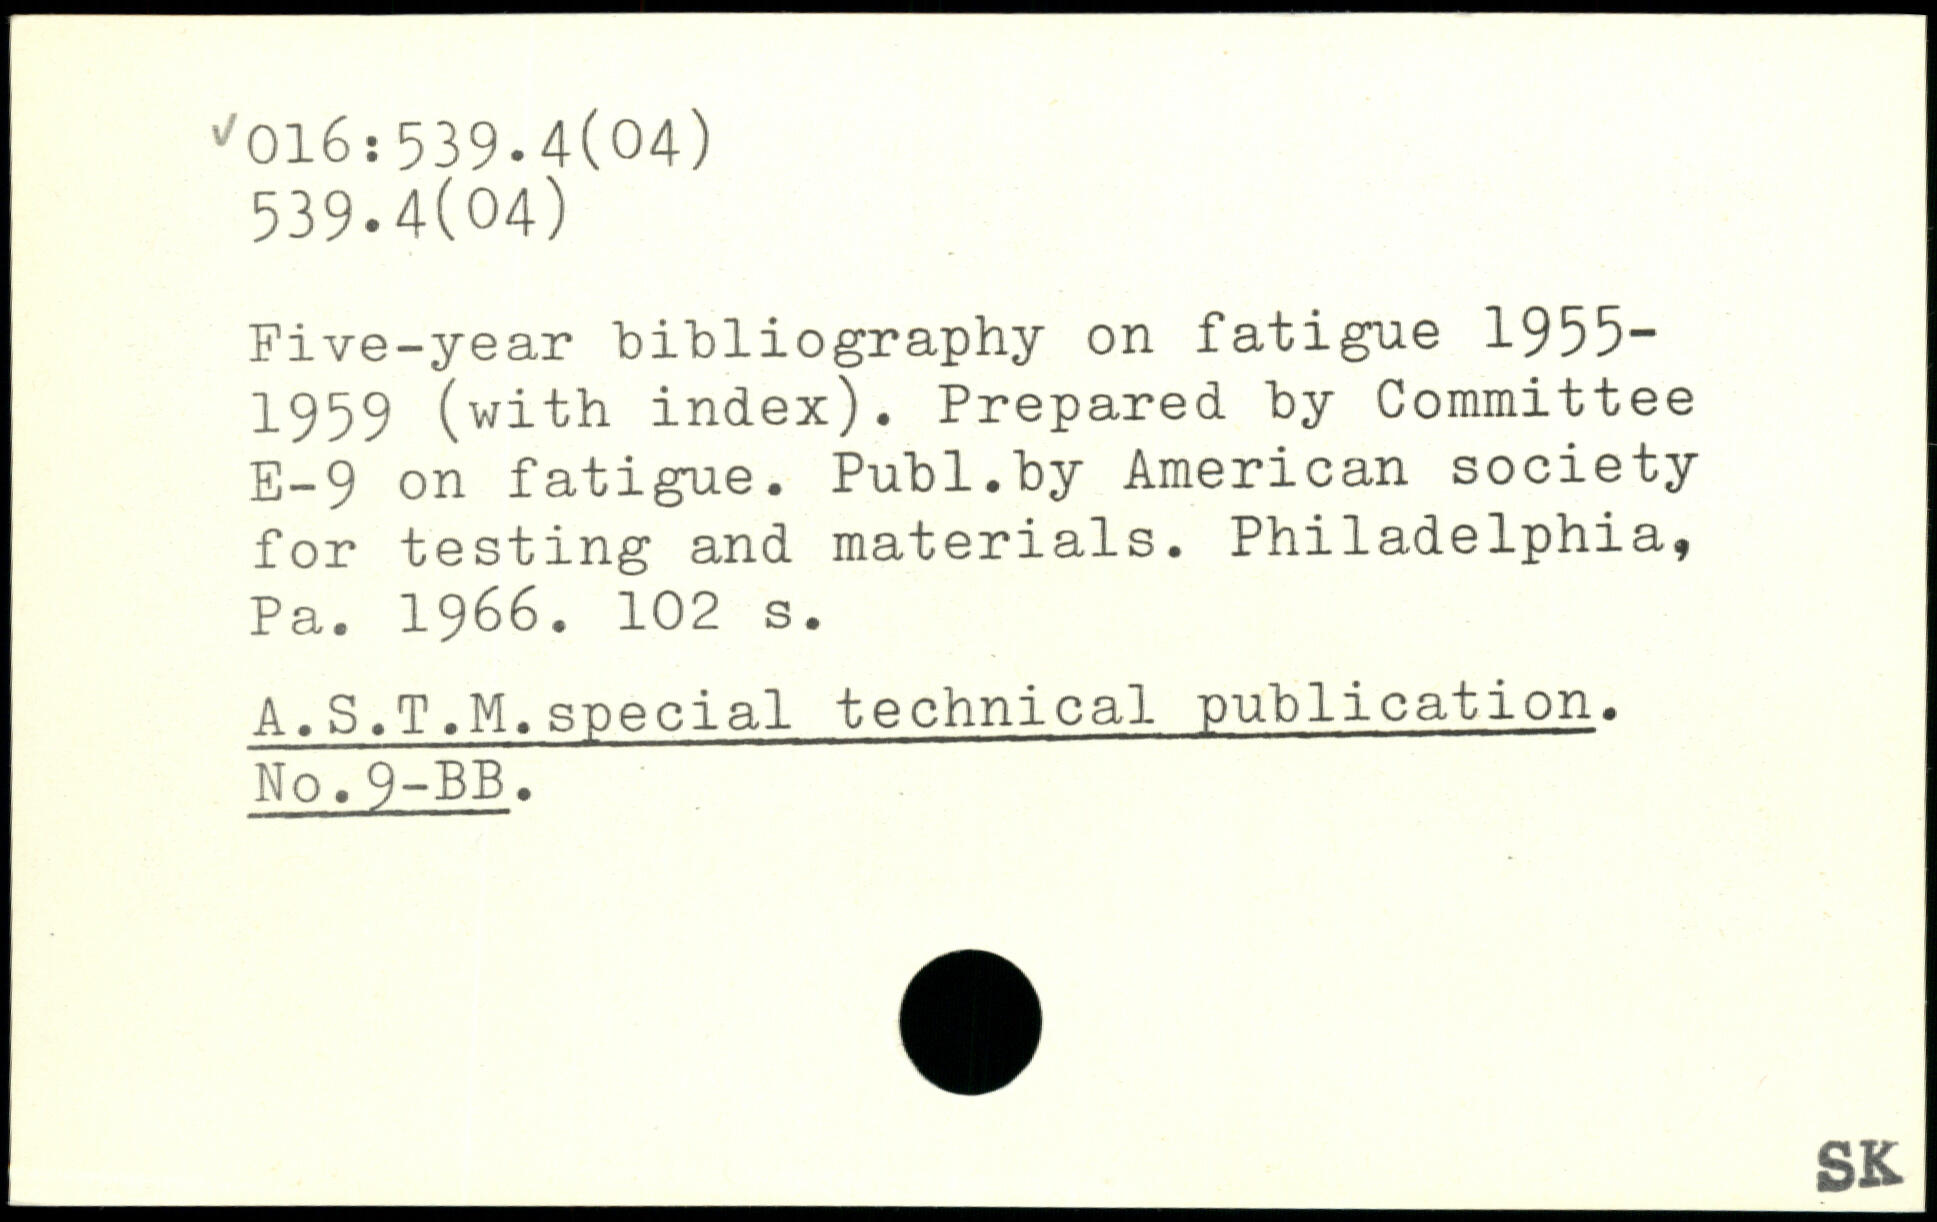 ✓016:539.4(04)
539.4(04)
Five-year bibliography on fatigue 1955-
1959 (with index). Prepared by Committee
E-9 on fatigue. Publ.by American society
for testing and materials. Philadelphia,
Pa. 1966. 102 s.
A.S.T.M.special technical publication.
No.9-BB.
SK